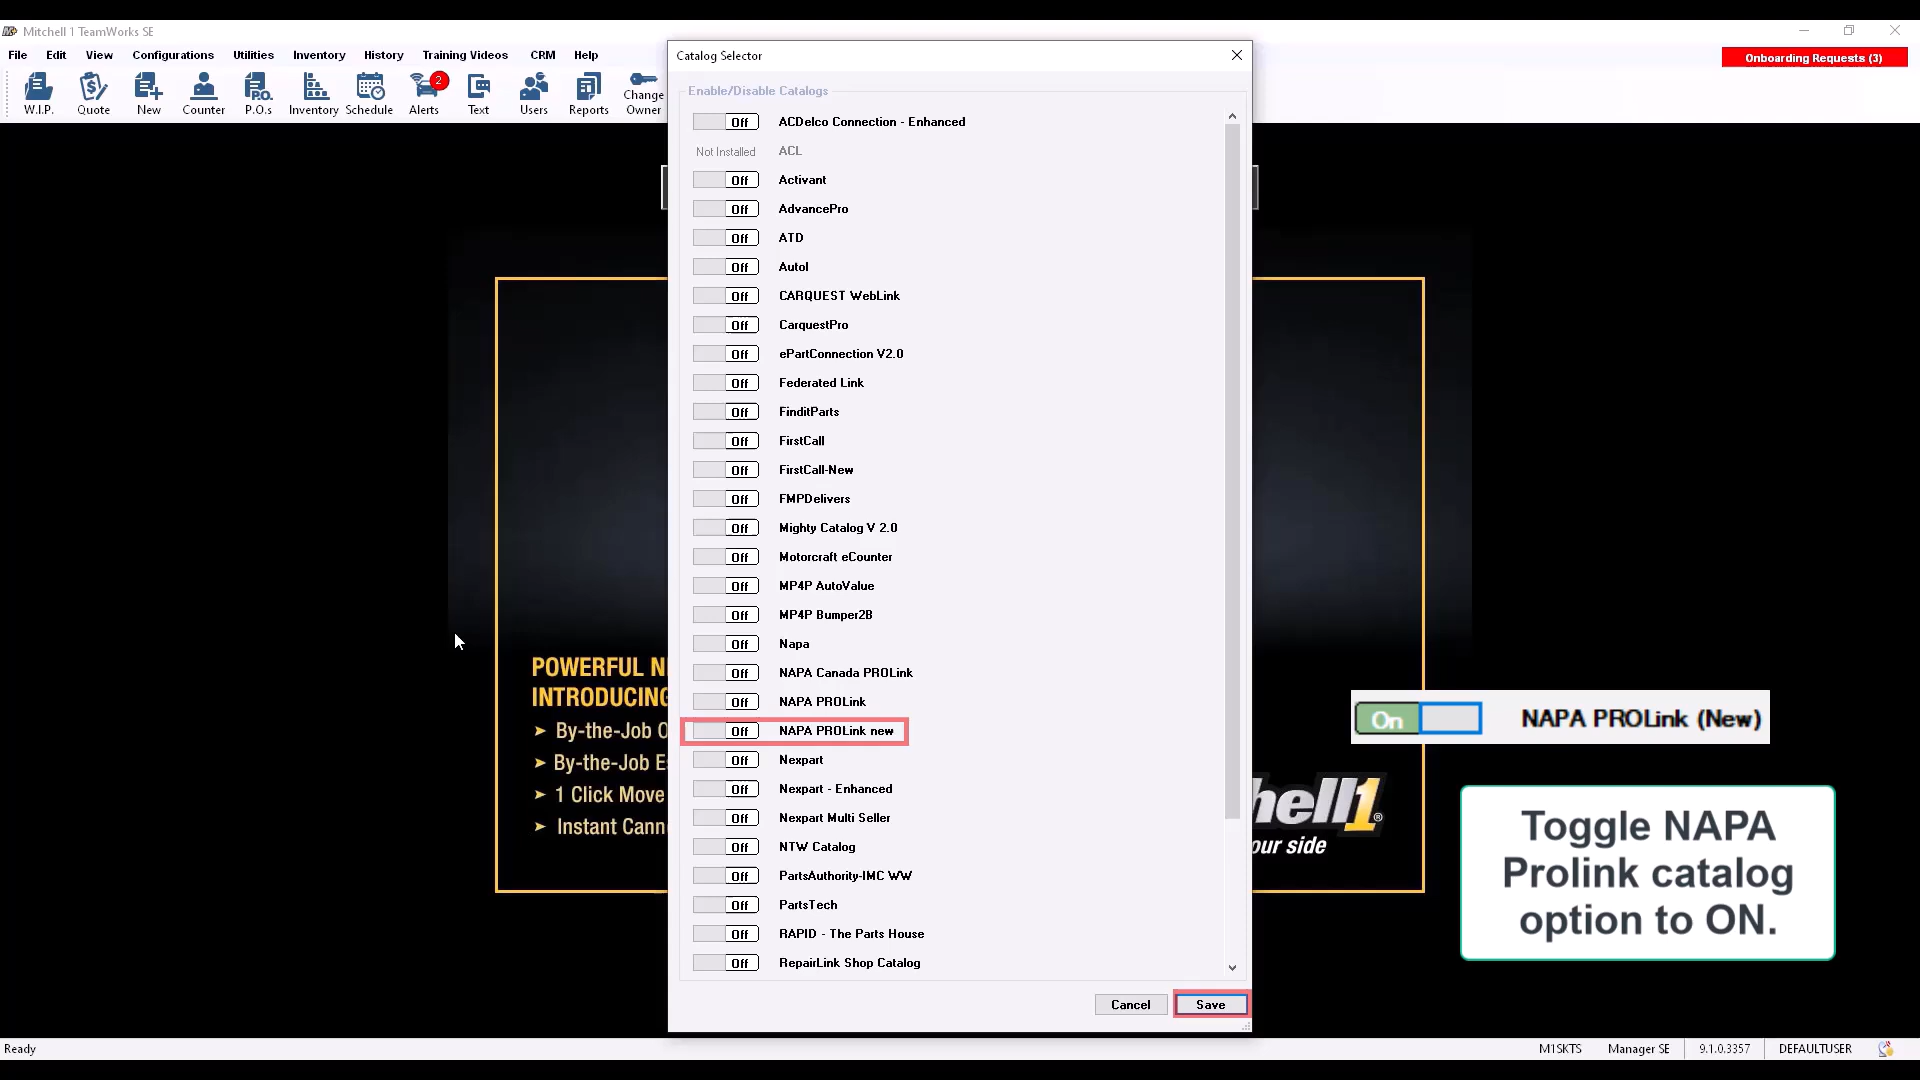 Mitchell 1 TeamWorks SE
File Edit View Configurations Utilities Inventory History Training Videos CRM Help
Onboarding Requests (3)
2
W.I.P. Quote New Counter P.O.s Inventory Schedule Alerts Text Users Reports Change Owner
Catalog Selector
Enable/Disable Catalogs
Off ACDelco Connection - Enhanced
Not Installed ACL
Off Activant
Off AdvancePro
Off ATD
Off AutoI
Off CARQUEST WebLink
Off CarquestPro
Off ePartConnection V2.0
Off Federated Link
Off FinditParts
Off FirstCall
Off FirstCall-New
Off FMPDelivers
Off Mighty Catalog V 2.0
Off Motorcraft eCounter
Off MP4P AutoValue
Off MP4P Bumper2B
Off Napa
Off NAPA Canada PROLink
Off NAPA PROLink
Off NAPA PROLink new
Off Nexpart
Off Nexpart - Enhanced
Off Nexpart Multi Seller
Off NTW Catalog
Off PartsAuthority-IMC WW
Off PartsTech
Off RAPID - The Parts House
Off RepairLink Shop Catalog
Cancel Save
POWERFUL
INTRODUCING
➤ By-the-Job
➤ By-the-Job
➤ 1 Click Move
➤ Instant
hell1®
our side
On NAPA PROLink (New)
Toggle NAPA
Prolink catalog
option to ON.
Ready
M1SKTS Manager SE 9.1.0.3357 DEFAULTUSER